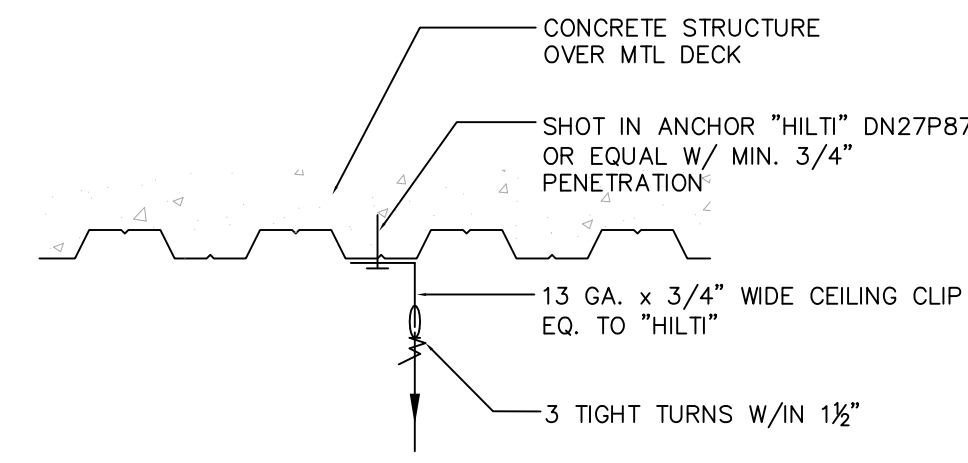 CONCRETE STRUCTURE
OVER MTL DECK
SHOT IN ANCHOR "HILTI" DN27P87
OR EQUAL W/ MIN. 3/4"
PENETRATION
13 GA. x 3/4" WIDE CEILING CLIP
EQ. TO "HILTI"
3 TIGHT TURNS W/IN 1½"